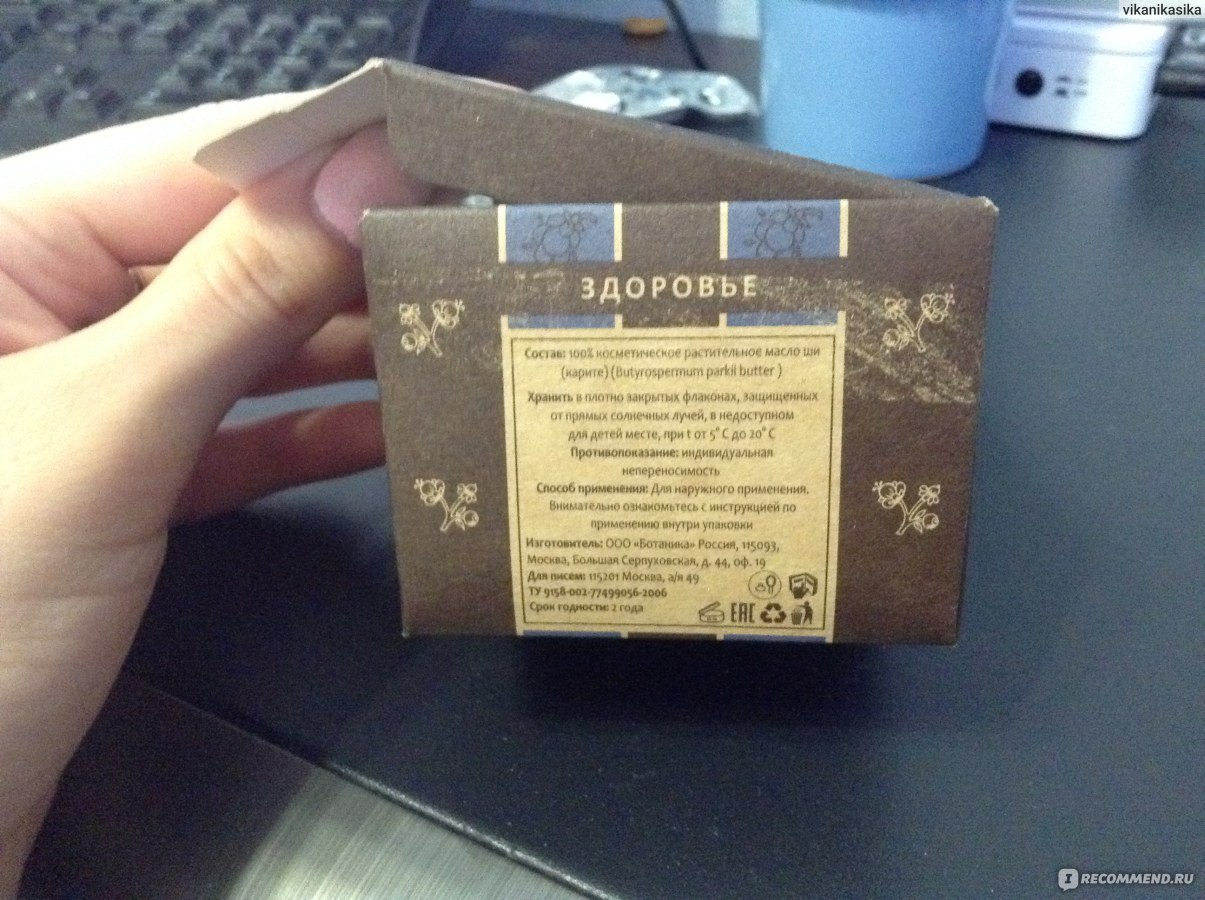 vikanikasika
ЗДОРОВЬЕ
Состав: 100% косметическое растительное масло ши
(карите) (Butyrospermum parkii butter )
Хранить в плотно закрытых флаконах, защищенных
от прямых солнечных лучей, в недоступном
для детей месте, при t от 5° С до 20° С
Противопоказание: индивидуальная
непереносимость
Способ применения: Для наружного применения.
Внимательно ознакомьтесь с инструкцией по
применению внутри упаковки
Изготовитель: ООО «Ботаника» Россия, 115093,
Москва, Большая Серпуховская, д. 44, оф. 19
Для писем: 115201 Москва, а/я 49
ТУ 9158-002-77499056-2006
Срок годности: 2 года
EAC
I RECOMMEND.RU